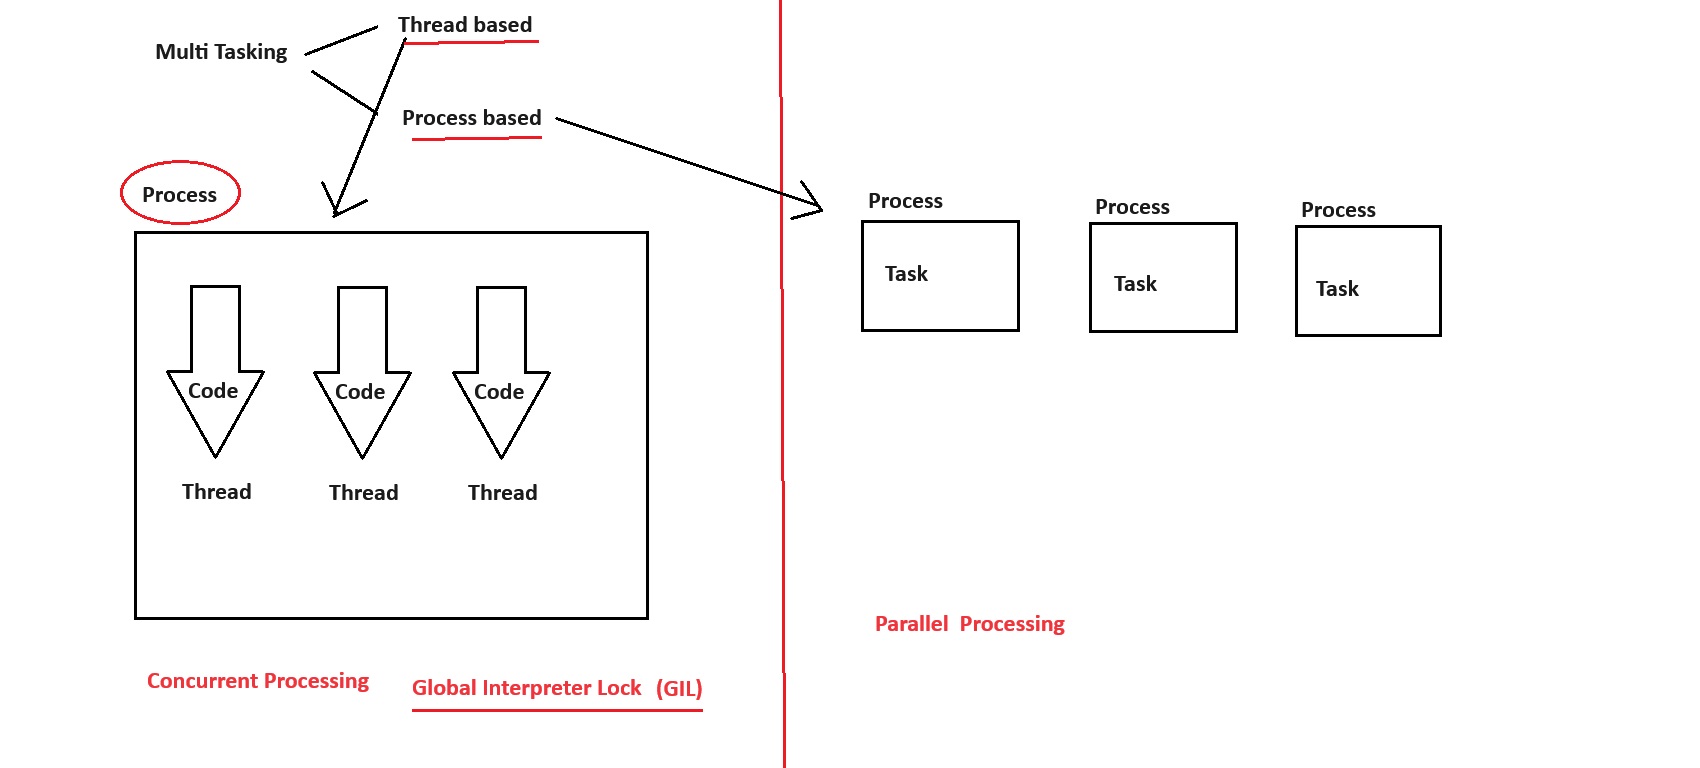 Multi Tasking
Thread based
Process based
Process
Code
Code
Code
Thread
Thread
Thread
Concurrent Processing
Global Interpreter Lock (GIL)
Process
Process
Process
Task
Task
Task
Parallel Processing